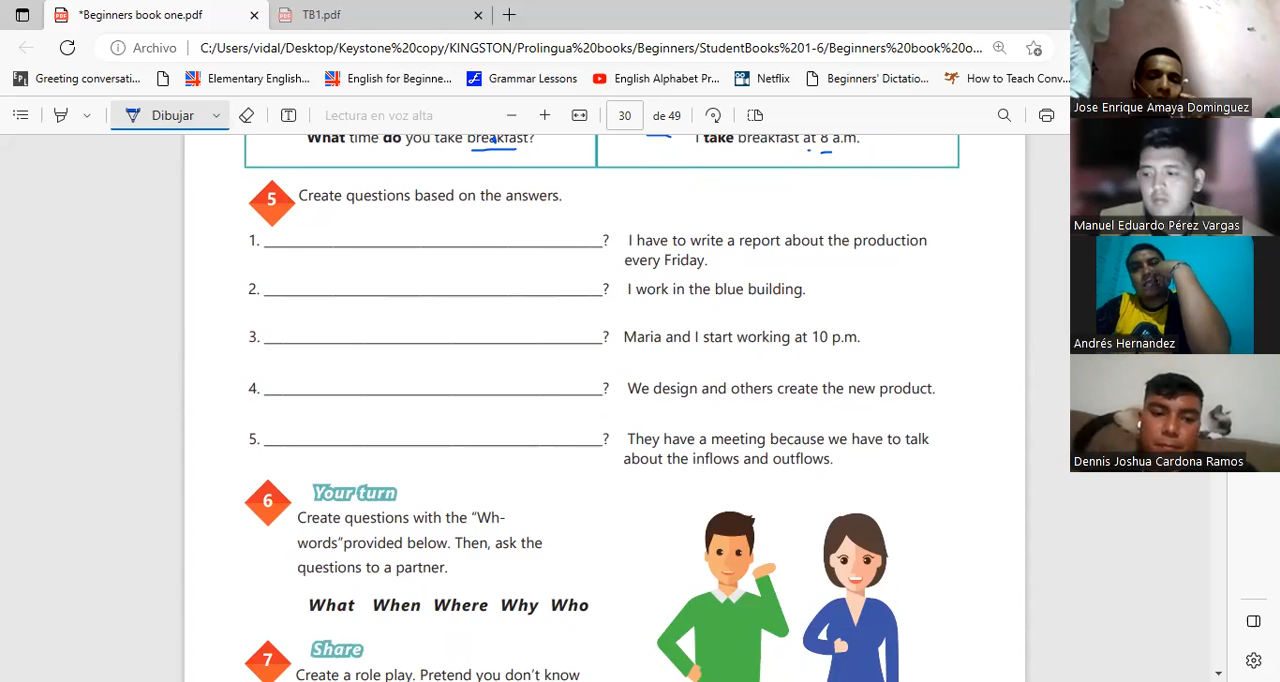 *Beginners book one.pdf
TB1.pdf
Archivo C:/Users/vidal/Desktop/Keystone%20copy/KINGSTON/Prolingua%20books/Beginners/StudentBooks%201-6/Beginners%20book%20o...
Greeting conversati... Elementary English... English for Beginne... Grammar Lessons English Alphabet Pr... Netflix Beginners' Dictatio... How to Teach Conv...
Dibujar Lectura en voz alta 30 de 49
What time do you take breakfast? I take breakfast at 8 a.m.
5 Create questions based on the answers.
1. ? I have to write a report about the production
every Friday.
2. ? I work in the blue building.
3. ? Maria and I start working at 10 p.m.
4. ? We design and others create the new product.
5. ? They have a meeting because we have to talk
about the inflows and outflows.
6 Your turn
Create questions with the “Wh-
words”provided below. Then, ask the
questions to a partner.
What When Where Why Who
7 Share
Create a role play. Pretend you don’t know
Jose Enrique Amaya Dominguez
Manuel Eduardo Pérez Vargas
Andrés Hernandez
Dennis Joshua Cardona Ramos